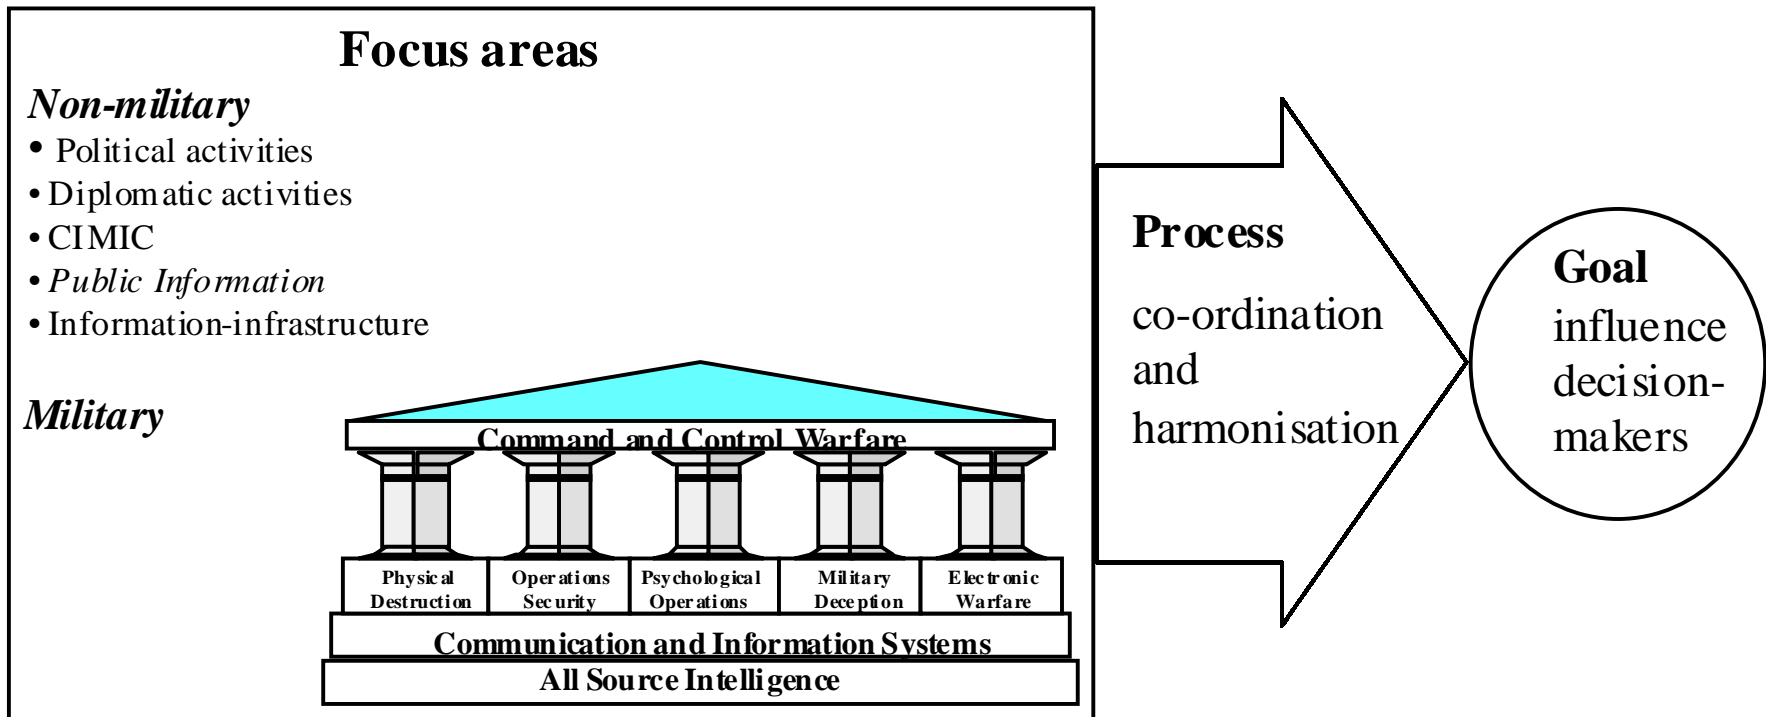 Focus areas
Non-military
• Political activities
• Diplomatic activities
• CIMIC
• Public Information
• Information-infrastructure
Military
Command and Control Warfare
Physical
Destruction
Operations
Security
Psychological
Operations
Military
Deception
Electronic
Warfare
Communication and Information Systems
All Source Intelligence
Process
co-ordination
and
harmonisation
Goal
influence
decision-
makers